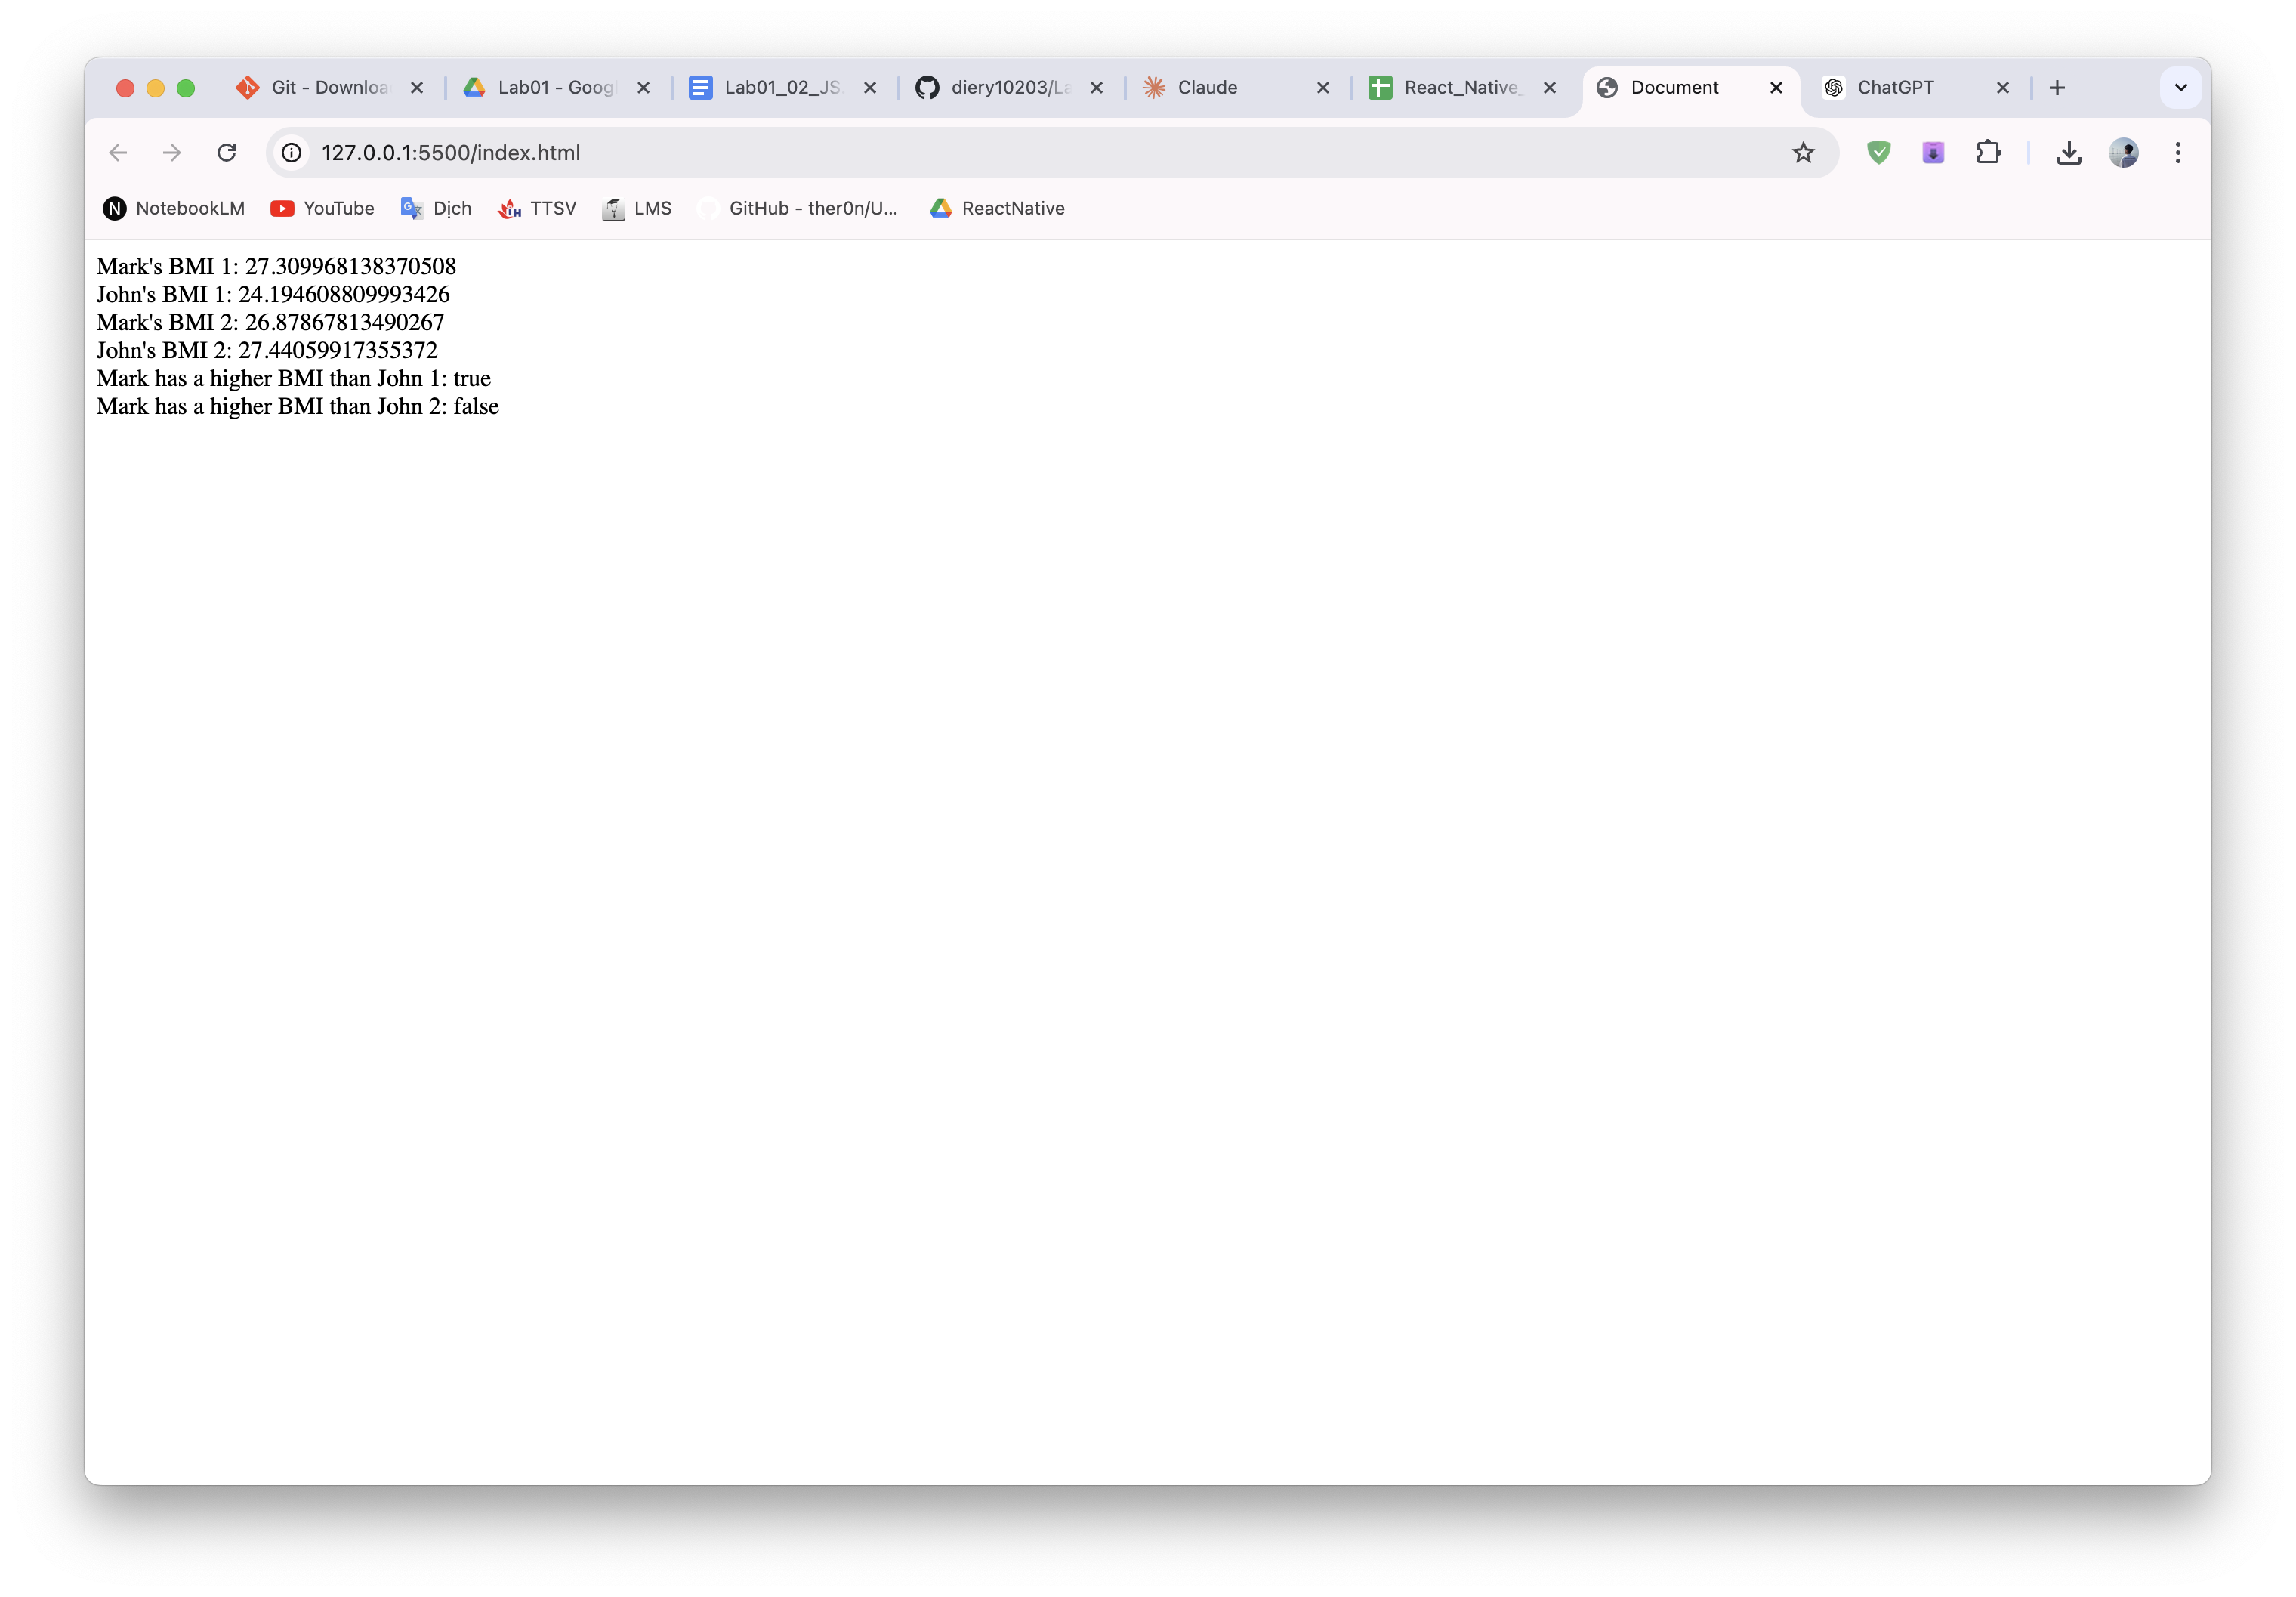 Git - Downloa
Lab01 - Googl
Lab01_02_JS
diery10203/La
Claude
React_Native_
Document
ChatGPT
127.0.0.1:5500/index.html
NotebookLM
YouTube
Dịch
TTSV
LMS
GitHub - ther0n/U...
ReactNative
Mark's BMI 1: 27.309968138370508
John's BMI 1: 24.194608809993426
Mark's BMI 2: 26.87867813490267
John's BMI 2: 27.44059917355372
Mark has a higher BMI than John 1: true
Mark has a higher BMI than John 2: false